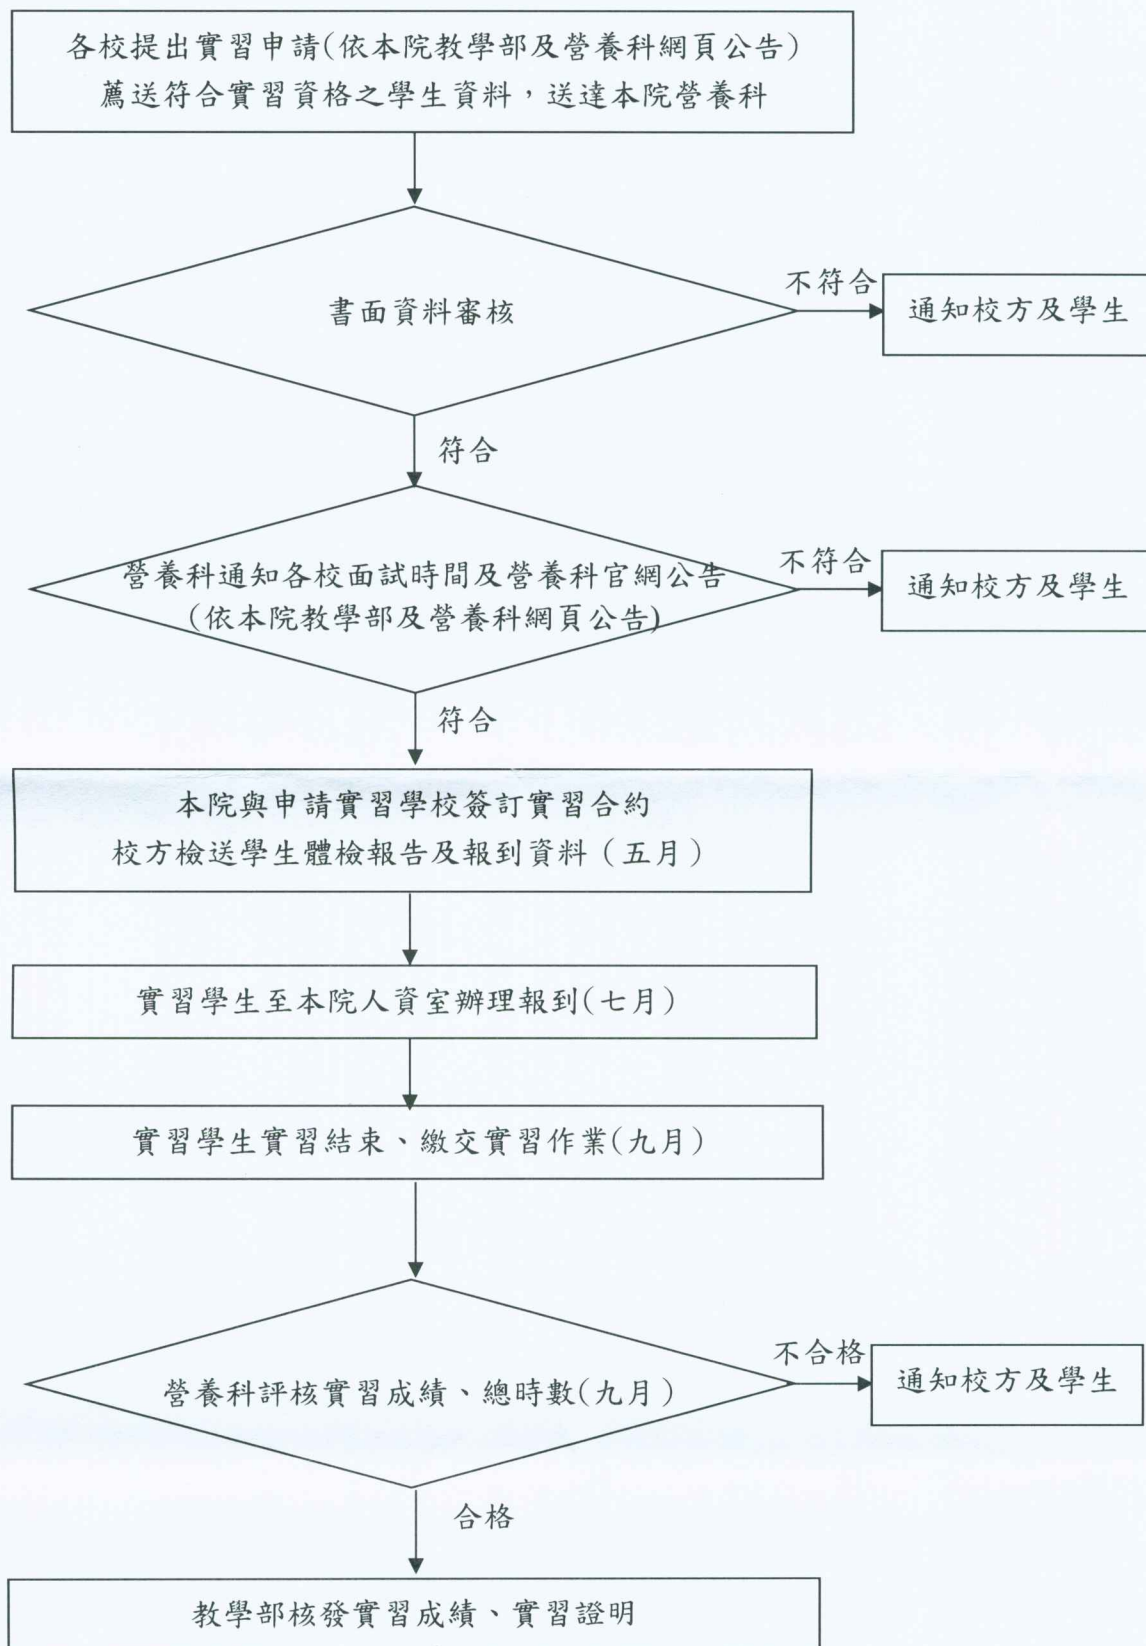 各校提出實習申請(依本院教學部及營養科網頁公告)
薦送符合實習資格之學生資料，送達本院營養科
書面資料審核
不符合
通知校方及學生
符合
營養科通知各校面試時間及營養科官網公告
(依本院教學部及營養科網頁公告)
不符合
通知校方及學生
符合
本院與申請實習學校簽訂實習合約
校方檢送學生體檢報告及報到資料（五月）
實習學生至本院人資室辦理報到(七月)
實習學生實習結束、繳交實習作業(九月)
營養科評核實習成績、總時數(九月)
不合格
通知校方及學生
合格
教學部核發實習成績、實習證明